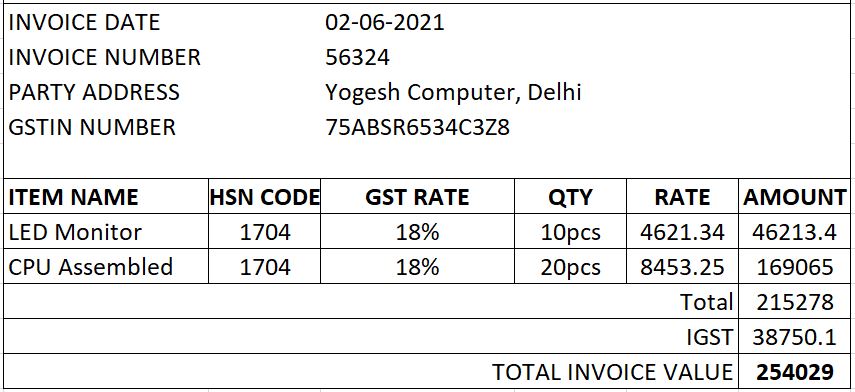 INVOICE DATE 02-06-2021
INVOICE NUMBER 56324
PARTY ADDRESS Yogesh Computer, Delhi
GSTIN NUMBER 75ABSR6534C3Z8
ITEM NAME HSN CODE GST RATE QTY RATE AMOUNT
LED Monitor 1704 18% 10pcs 4621.34 46213.4
CPU Assembled 1704 18% 20pcs 8453.25 169065
Total 215278
IGST 38750.1
TOTAL INVOICE VALUE 254029